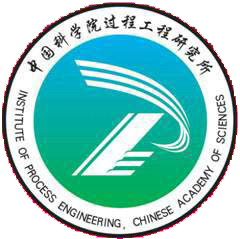 中国科学院过程工程研究所
INSTITUTE OF PROCESS ENGINEERING, CHINESE ACADEMY OF SCIENCES